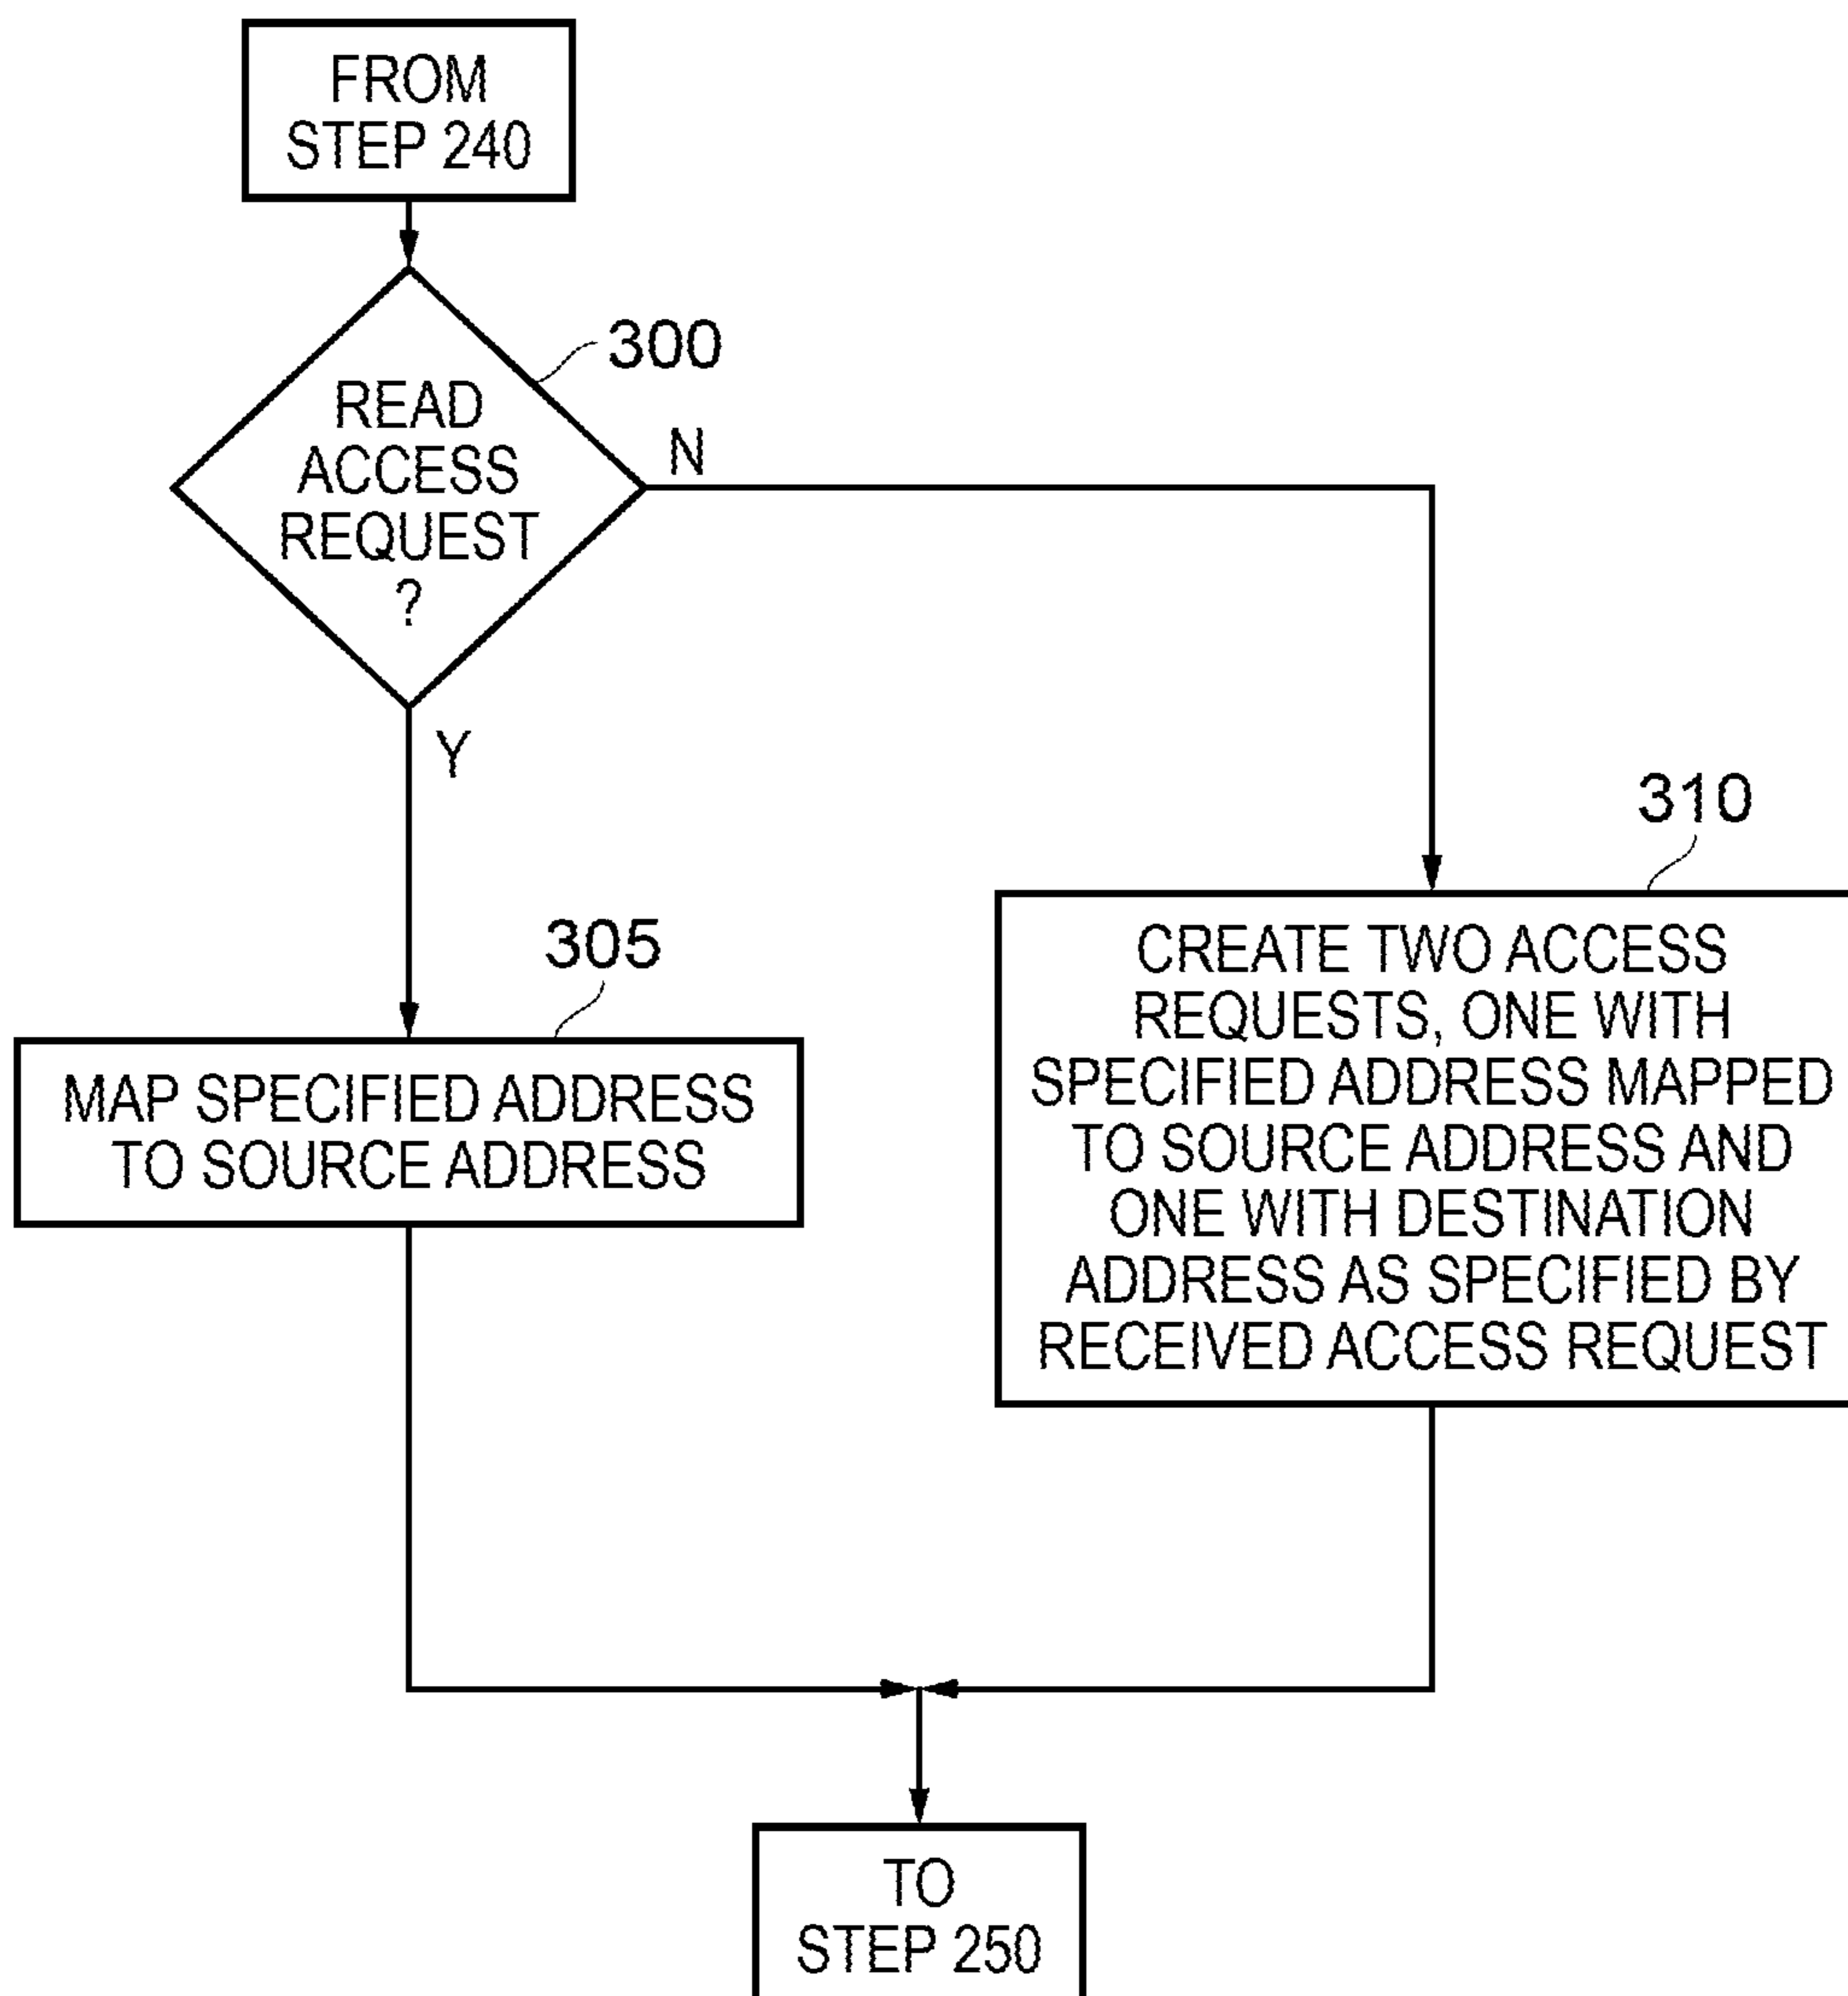 FROM
STEP 240
300
READ
ACCESS
REQUEST
?
N
Y
305
MAP SPECIFIED ADDRESS
TO SOURCE ADDRESS
310
CREATE TWO ACCESS
REQUESTS, ONE WITH
SPECIFIED ADDRESS MAPPED
TO SOURCE ADDRESS AND
ONE WITH DESTINATION
ADDRESS AS SPECIFIED BY
RECEIVED ACCESS REQUEST
TO
STEP 250